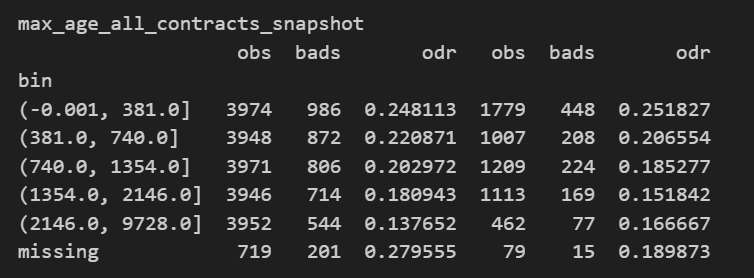 max_age_all_contracts_snapshot
obs bads odr obs bads odr
bin
(-0.001, 381.0] 3974 986 0.248113 1779 448 0.251827
(381.0, 740.0] 3948 872 0.220871 1007 208 0.206554
(740.0, 1354.0] 3971 806 0.202972 1209 224 0.185277
(1354.0, 2146.0] 3946 714 0.180943 1113 169 0.151842
(2146.0, 9728.0] 3952 544 0.137652 462 77 0.166667
missing 719 201 0.279555 79 15 0.189873